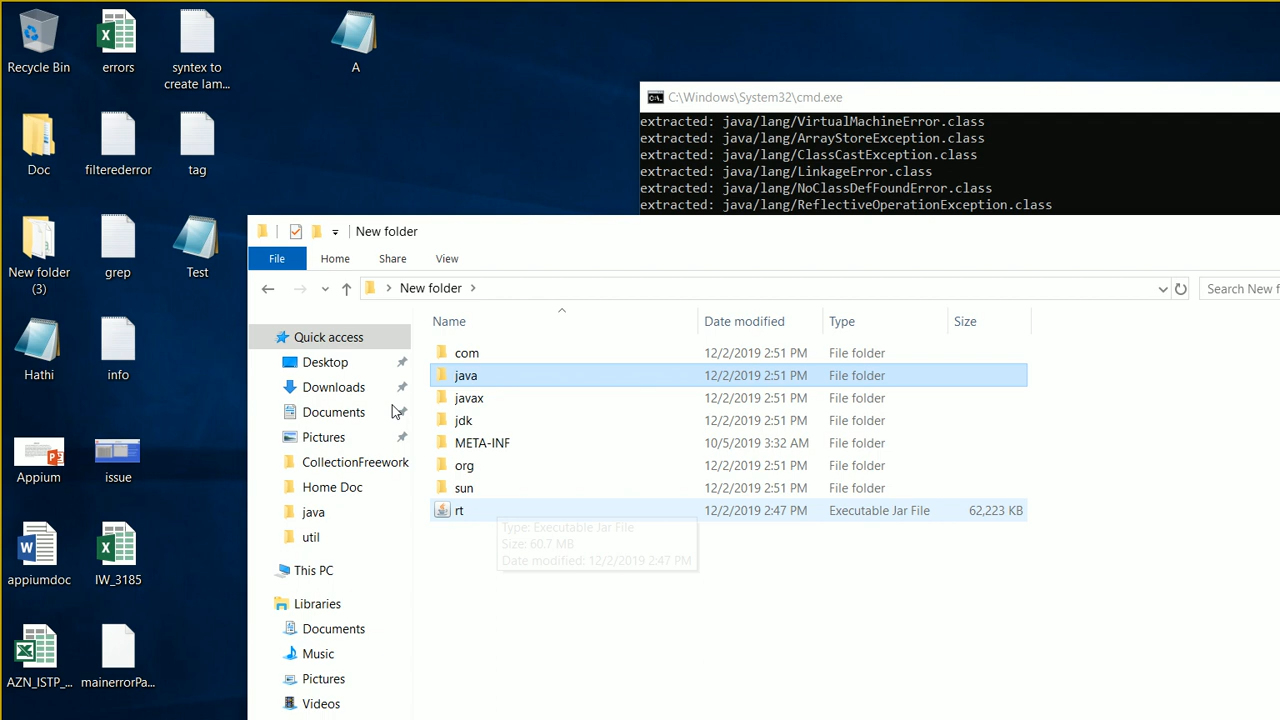 Recycle Bin
errors
syntex to
create lam...
A
Doc
filterederror
tag
New folder
(3)
grep
Test
Hathi
info
Appium
issue
appiumdoc
IW_3185
AZN_ISTP_...
mainerrorPa...
C:\Windows\System32\cmd.exe
extracted: java/lang/VirtualMachineError.class
extracted: java/lang/ArrayStoreException.class
extracted: java/lang/ClassCastException.class
extracted: java/lang/LinkageError.class
extracted: java/lang/NoClassDefFoundError.class
extracted: java/lang/ReflectiveOperationException.class
New folder
File Home Share View
New folder
Search New f
Quick access
Desktop
Downloads
Documents
Pictures
CollectionFreework
Home Doc
java
util
This PC
Libraries
Documents
Music
Pictures
Videos
Name Date modified Type Size
com 12/2/2019 2:51 PM File folder
java 12/2/2019 2:51 PM File folder
javax 12/2/2019 2:51 PM File folder
jdk 12/2/2019 2:51 PM File folder
META-INF 10/5/2019 3:32 AM File folder
org 12/2/2019 2:51 PM File folder
sun 12/2/2019 2:51 PM File folder
rt 12/2/2019 2:47 PM Executable Jar File 62,223 KB
Type: Executable Jar File
Size: 60.7 MB
Date modified: 12/2/2019 2:47 PM